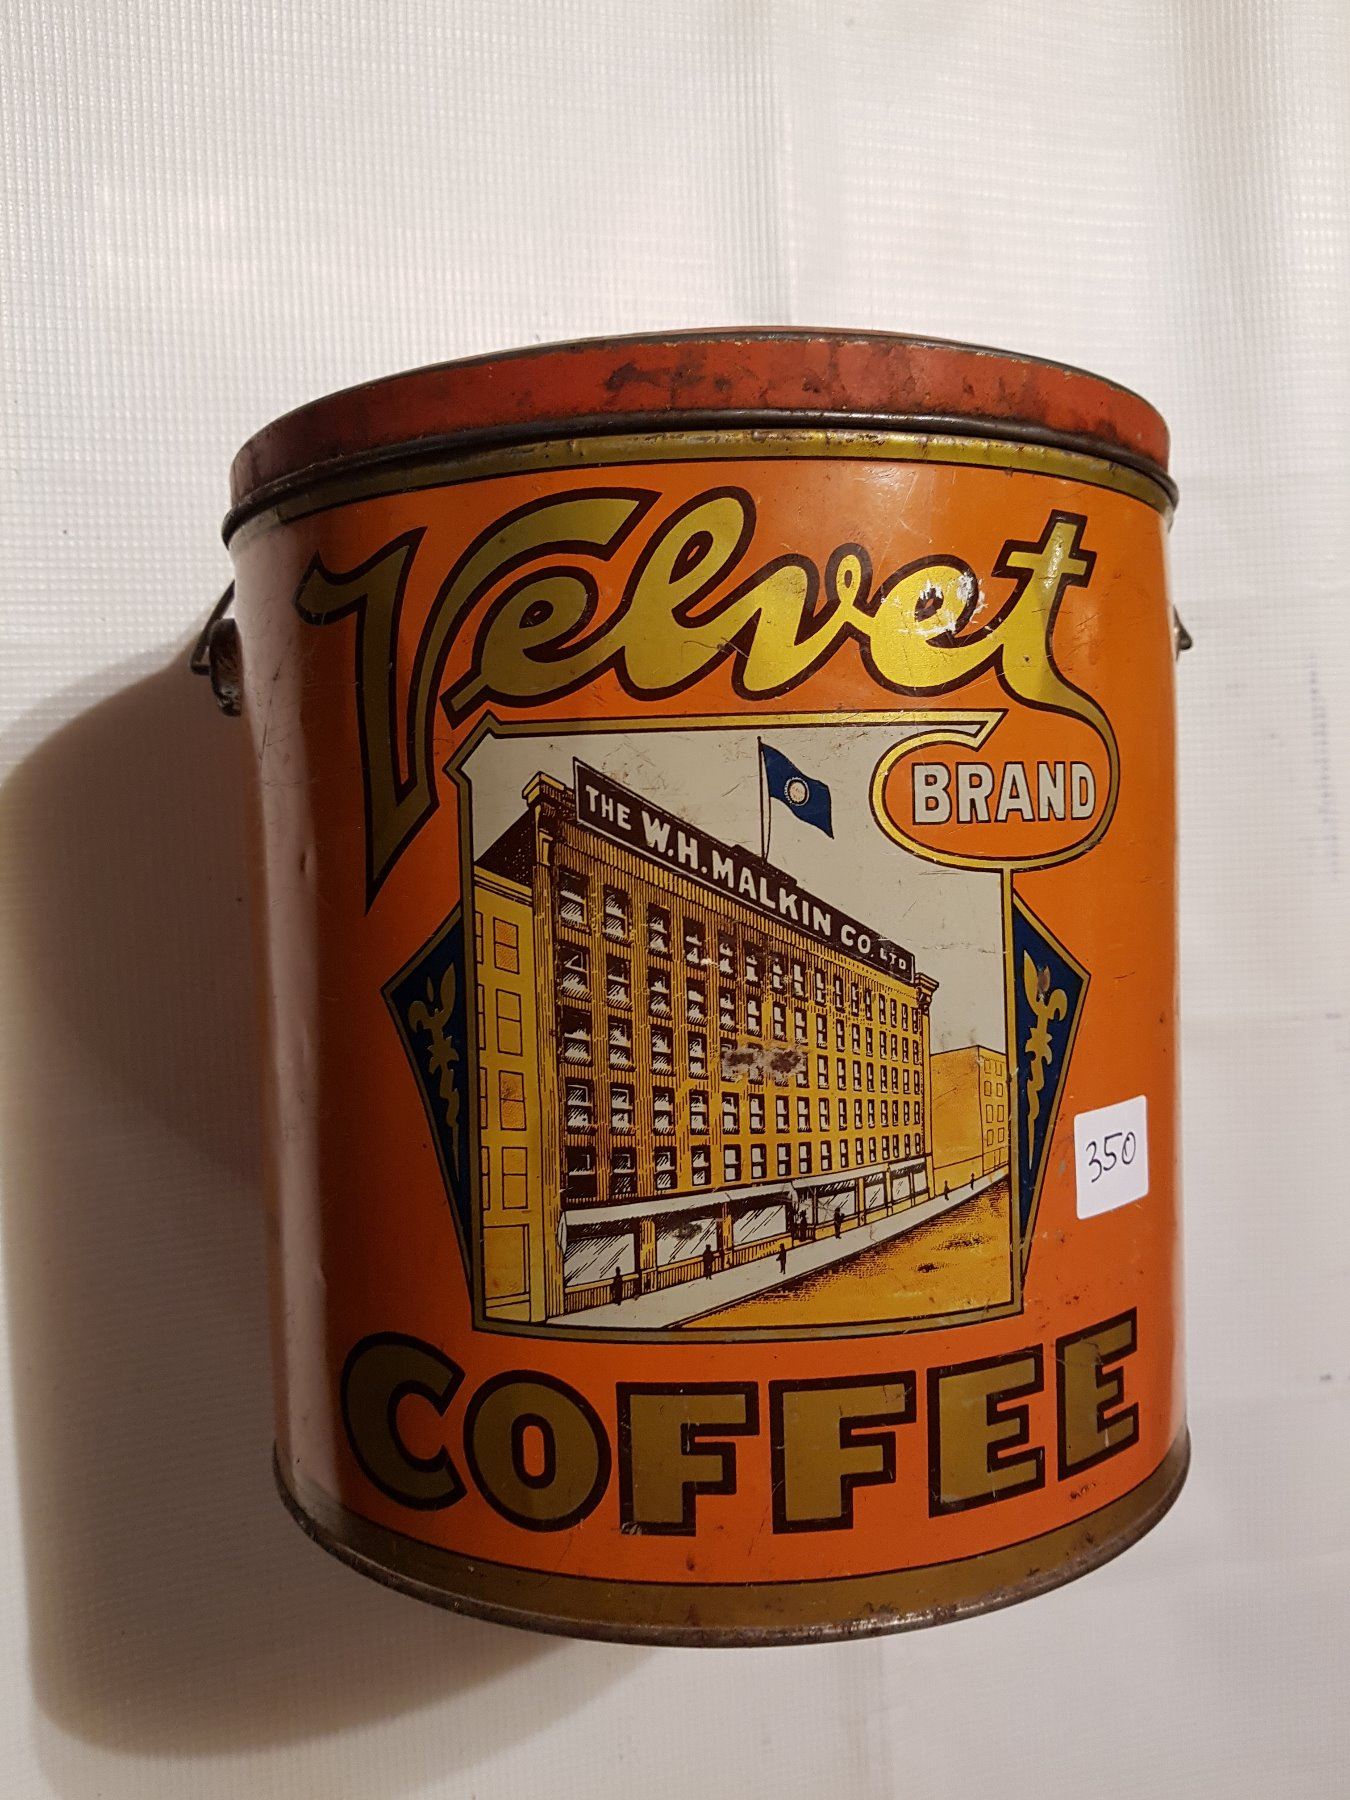 Velvet
BRAND
THE W.H. MALKIN CO. LTD
350
COFFEE